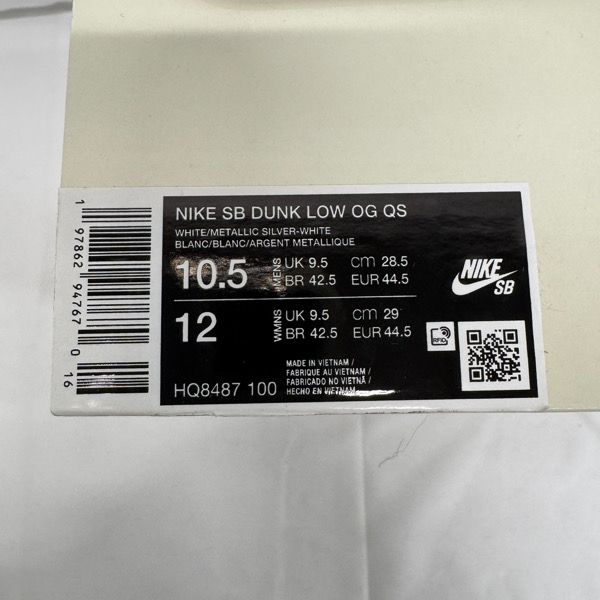 NIKE SB DUNK LOW OG QS
WHITE/METALLIC SILVER-WHITE
BLANC/BLANC/ARGENT METALLIQUE
10.5 MENS UK 9.5 cm 28.5
BR 42.5 EUR 44.5
12 WMNS UK 9.5 cm 29
BR 42.5 EUR 44.5
HQ8487 100
MADE IN VIETNAM /
FABRIQUE AU VIETNAM /
FABRICADO NO VIETNÃ /
HECHO EN VIETNAM
NIKE
SB
RFID
1 97862 94767 0 16